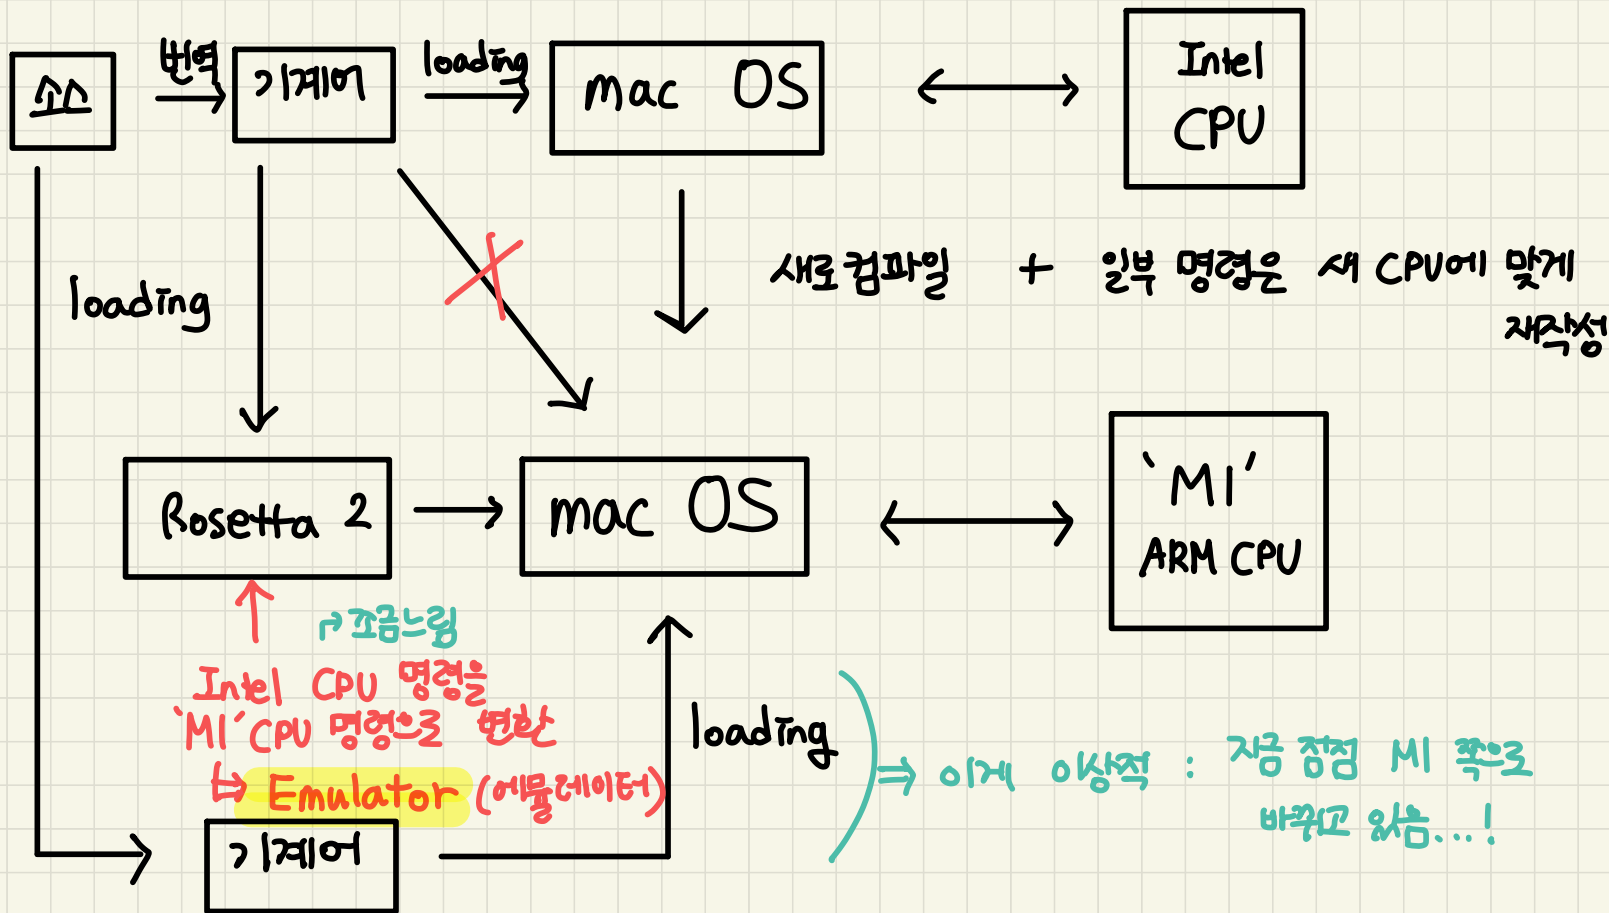 소스
번역
기계어
loading
mac OS
Intel
CPU
loading
새로 컴파일 + 일부 명령은 새 CPU에 맞게
재작성
Rosetta 2
mac OS
'M1'
ARM CPU
조금느림
Intel CPU 명령을
'M1' CPU 명령으로 변환
Emulator (에뮬레이터)
기계어
loading
이게 이상적 : 지금 점점 M1 쪽으로
바뀌고 있음...!